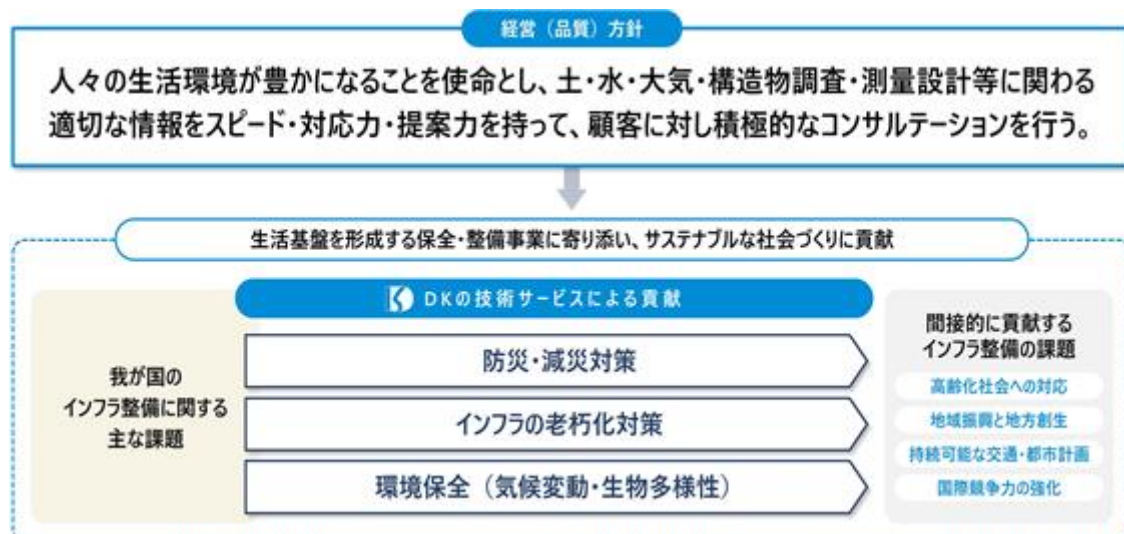 経営（品質）方針
人々の生活環境が豊かになることを使命とし、土・水・大気・構造物調査・測量設計等に関わる
適切な情報をスピード・対応力・提案力を持って、顧客に対し積極的なコンサルテーションを行う。
生活基盤を形成する保全・整備事業に寄り添い、サステナブルな社会づくりに貢献
我が国の
インフラ整備に関する
主な課題
DKの技術サービスによる貢献
防災・減災対策
インフラの老朽化対策
環境保全（気候変動・生物多様性）
間接的に貢献する
インフラ整備の課題
高齢化社会への対応
地域振興と地方創生
持続可能な交通・都市計画
国際競争力の強化